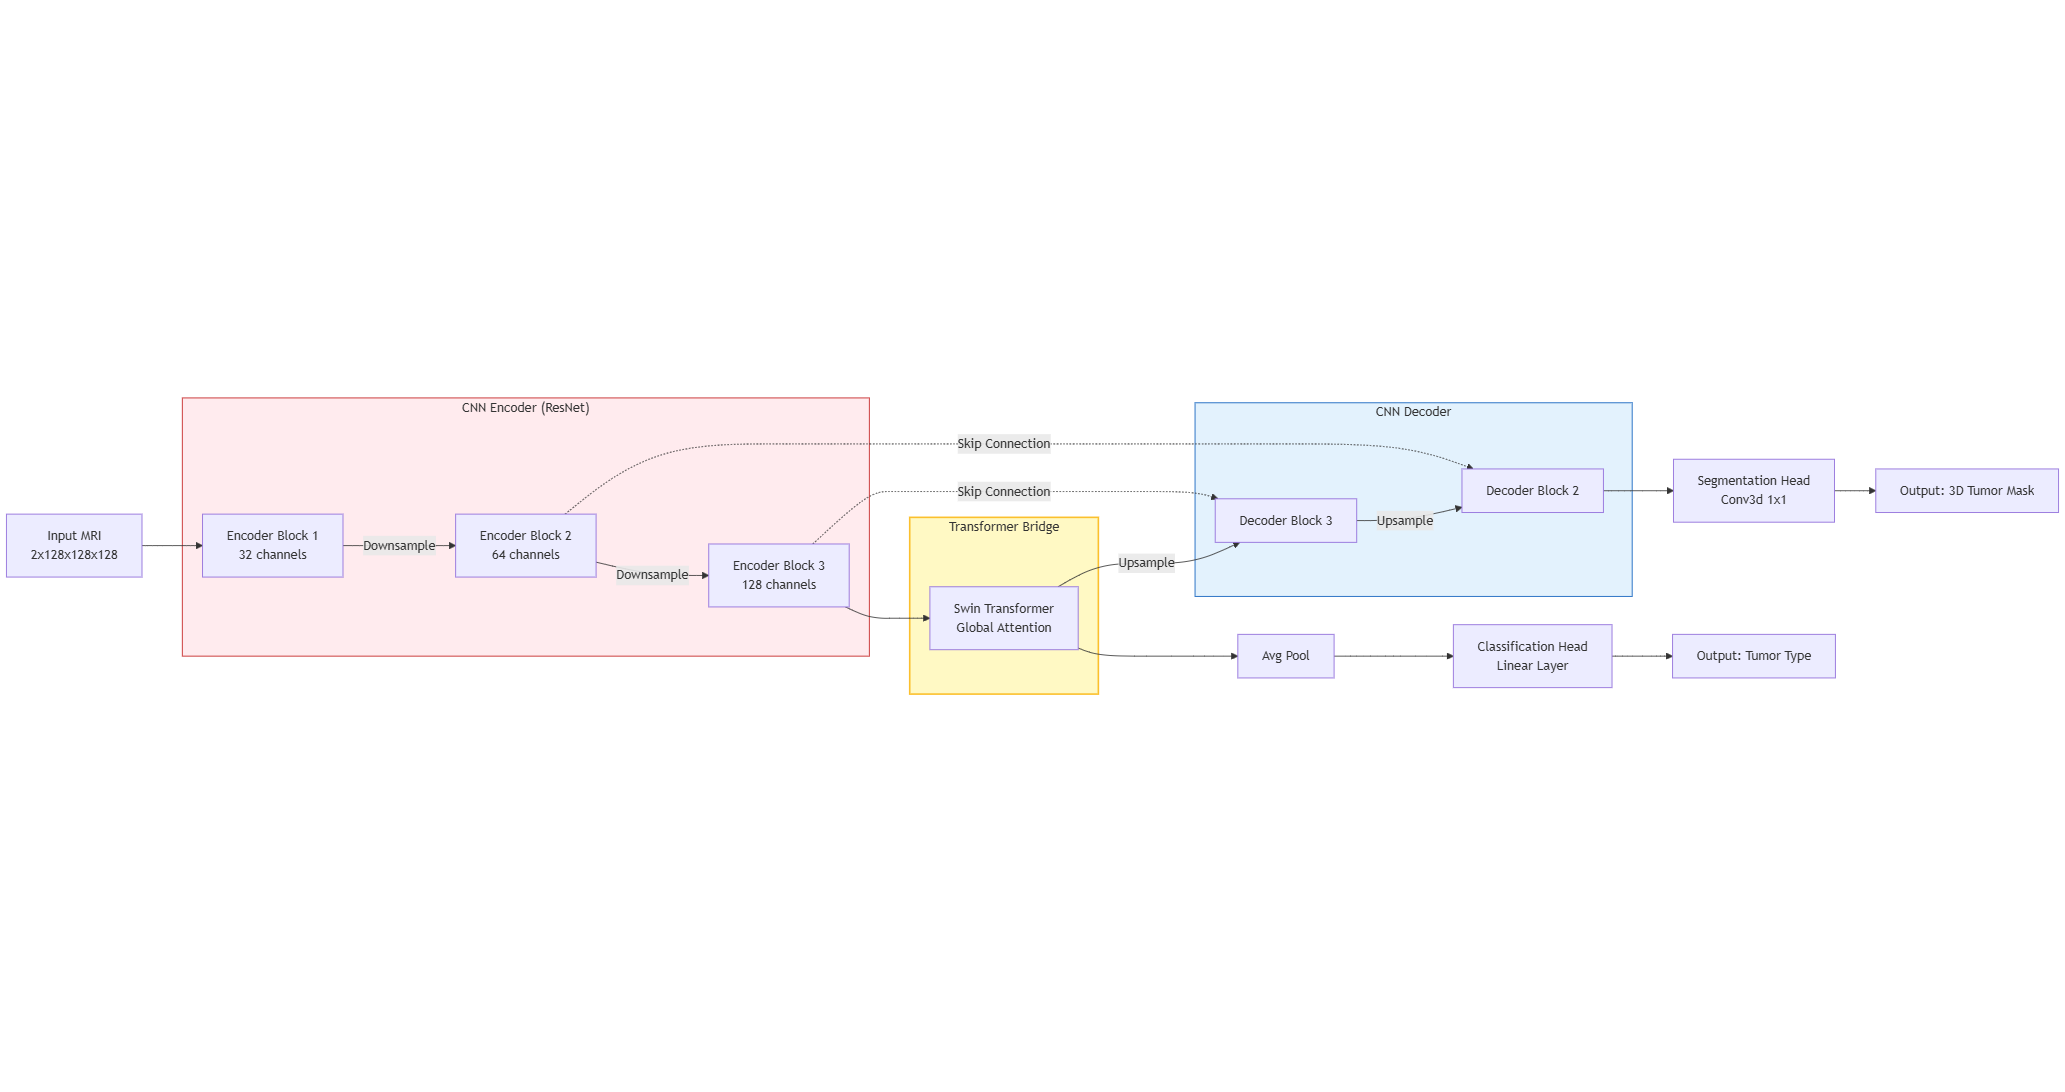 CNN Encoder (ResNet)
Input MRI
2x128x128x128
Encoder Block 1
32 channels
Downsample
Encoder Block 2
64 channels
Downsample
Encoder Block 3
128 channels
Skip Connection
Skip Connection
Transformer Bridge
Swin Transformer
Global Attention
Upsample
CNN Decoder
Decoder Block 3
Upsample
Decoder Block 2
Segmentation Head
Conv3d 1x1
Output: 3D Tumor Mask
Avg Pool
Classification Head
Linear Layer
Output: Tumor Type